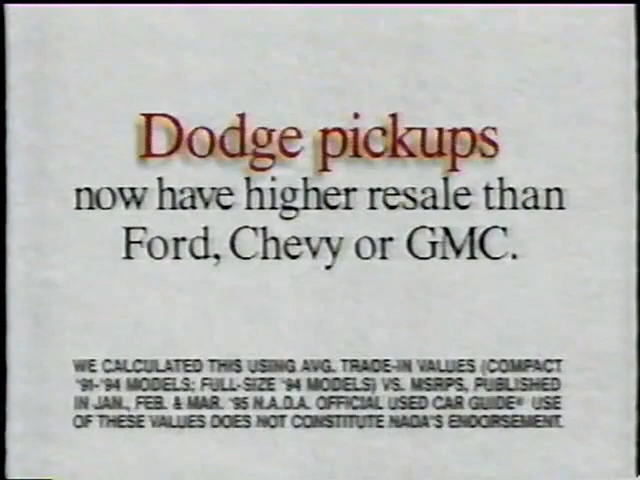 Dodge pickups
now have higher resale than
Ford, Chevy or GMC.
WE CALCULATED THIS USING AVG. TRADE-IN VALUES (COMPACT
'91-'94 MODELS; FULL-SIZE '94 MODELS) VS. MSRPS, PUBLISHED
IN JAN., FEB. & MAR. '95 N.A.D.A. OFFICIAL USED CAR GUIDE® USE
OF THESE VALUES DOES NOT CONSTITUTE NADA'S ENDORSEMENT.